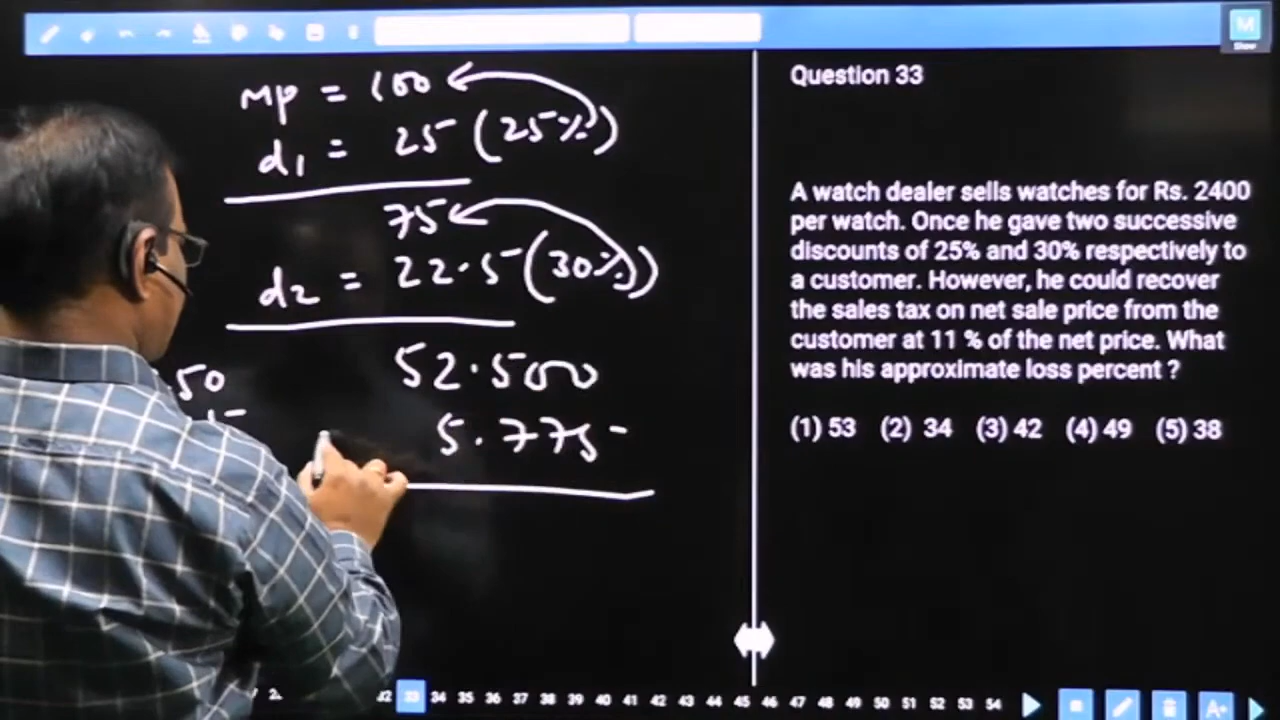 M
Show
MP = 100
d1 = 25 (25%)
75
d2 = 22.5 (30%)
52.500
5.775
50
Question 33
A watch dealer sells watches for Rs. 2400
per watch. Once he gave two successive
discounts of 25% and 30% respectively to
a customer. However, he could recover
the sales tax on net sale price from the
customer at 11 % of the net price. What
was his approximate loss percent ?
(1) 53 (2) 34 (3) 42 (4) 49 (5) 38
32 33 34 35 36 37 38 39 40 41 42 43 44 45 46 47 48 49 50 51 52 53 54
A+